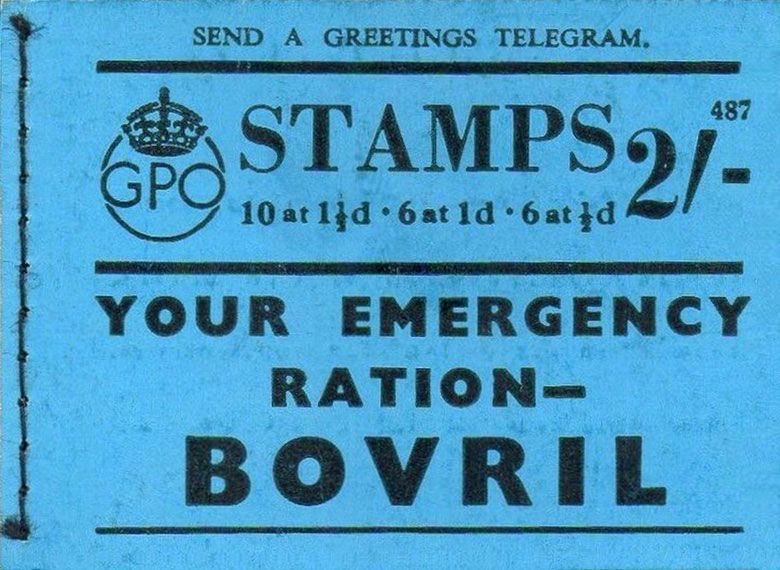 SEND A GREETINGS TELEGRAM.
487
GPO STAMPS 2/-
10 at 1½d · 6 at 1d · 6 at ½d
YOUR EMERGENCY
RATION—
BOVRIL